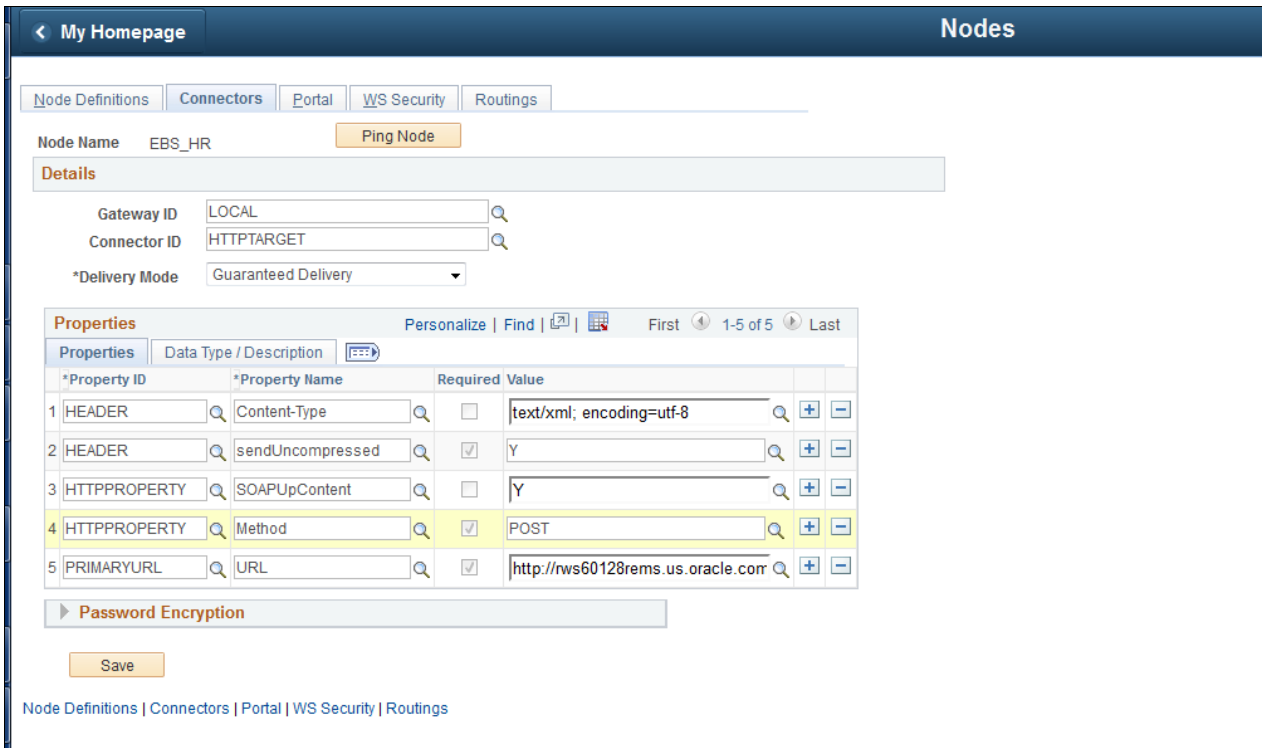 My Homepage
Nodes
Node Definitions Connectors Portal WS Security Routings
Node Name EBS_HR Ping Node
Details
Gateway ID LOCAL
Connector ID HTTPTARGET
*Delivery Mode Guaranteed Delivery
Properties Personalize | Find | | First 1-5 of 5 Last
Properties Data Type / Description
*Property ID *Property Name Required Value
1 HEADER Content-Type text/xml; encoding=utf-8
2 HEADER sendUncompressed Y
3 HTTPPROPERTY SOAPUpContent Y
4 HTTPPROPERTY Method POST
5 PRIMARYURL URL http://rws60128rems.us.oracle.com
Password Encryption
Save
Node Definitions | Connectors | Portal | WS Security | Routings